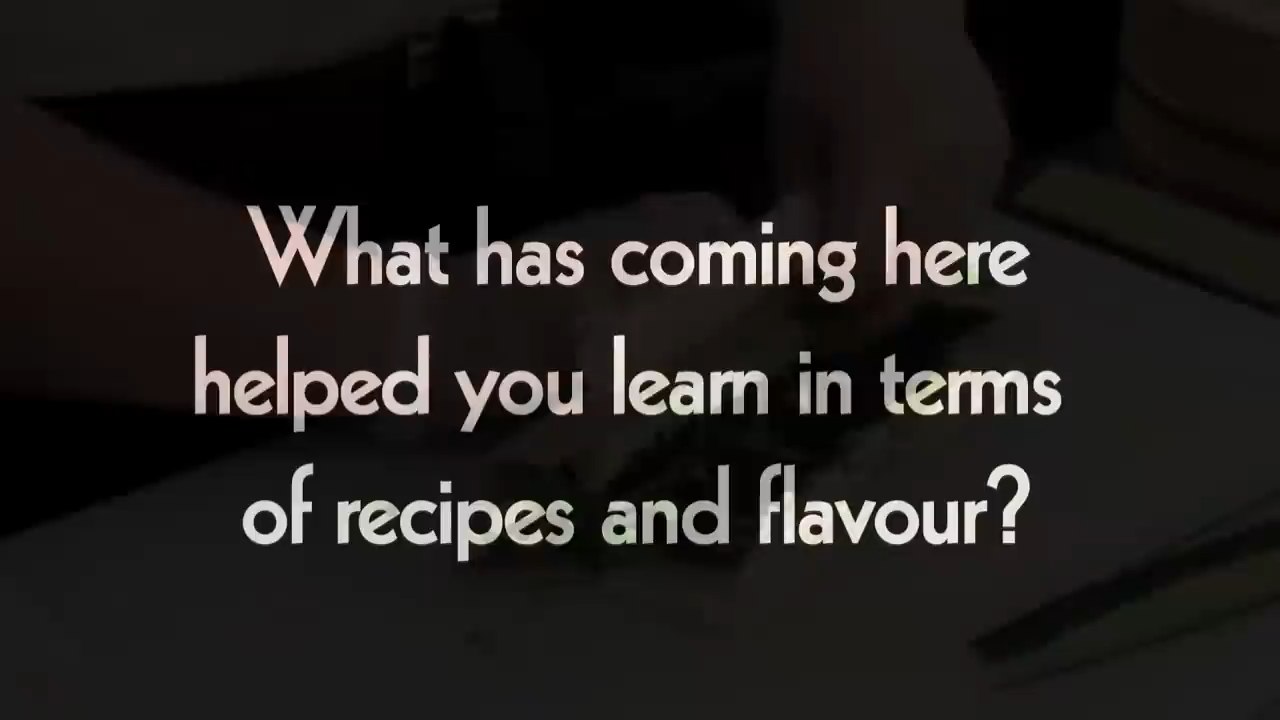 What has coming here
helped you learn in terms
of recipes and flavour?